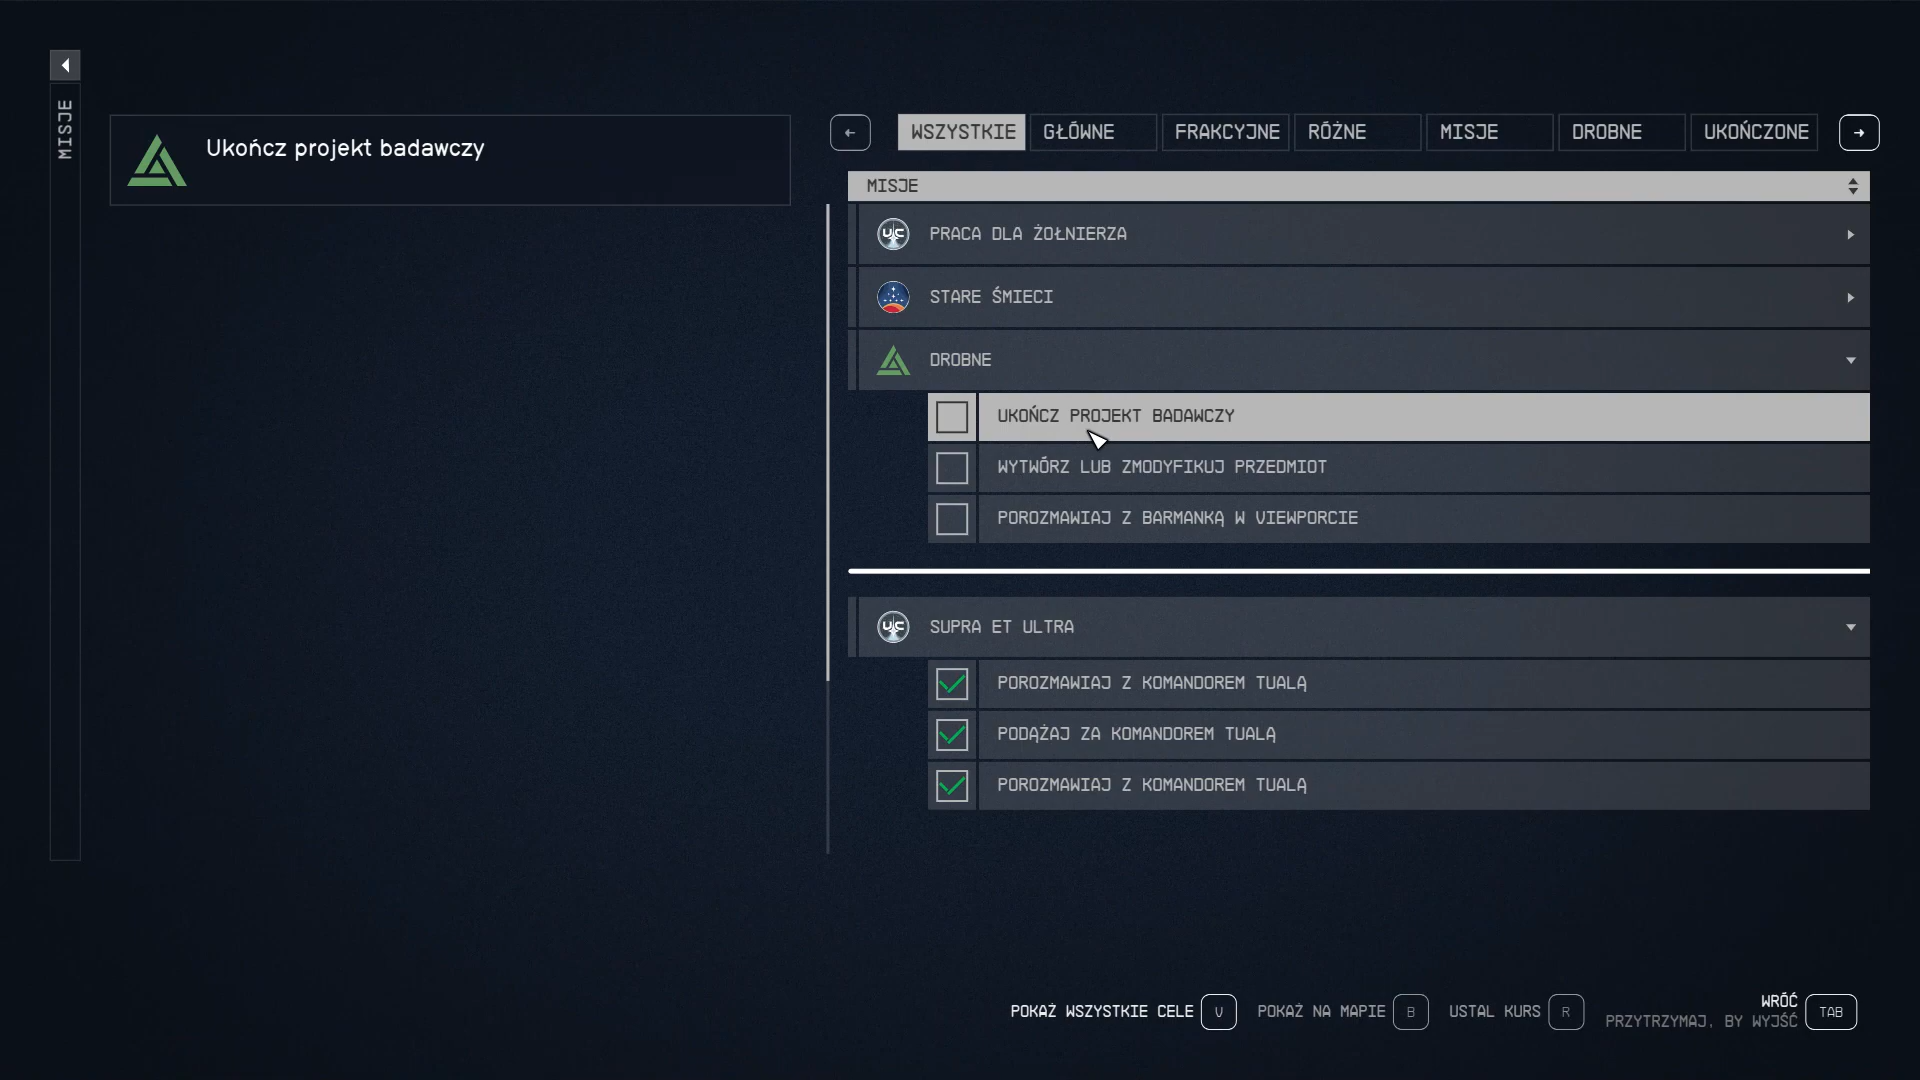 MISJE
Ukończ projekt badawczy
WSZYSTKIE
GŁÓWNE
FRAKCYJNE
RÓŻNE
MISJE
DROBNE
UKOŃCZONE
MISJE
UC PRACA DLA ŻOŁNIERZA
STARE ŚMIECI
DROBNE
UKOŃCZ PROJEKT BADAWCZY
WYTWÓRZ LUB ZMODYFIKUJ PRZEDMIOT
POROZMAWIAJ Z BARMANKĄ W VIEWPORCIE
UC SUPRA ET ULTRA
POROZMAWIAJ Z KOMANDOREM TUALĄ
PODĄŻAJ ZA KOMANDOREM TUALĄ
POROZMAWIAJ Z KOMANDOREM TUALĄ
POKAŻ WSZYSTKIE CELE V
POKAŻ NA MAPIE B
USTAL KURS R
WRÓĆ
PRZYTRZYMAJ, BY WYJŚĆ
TAB